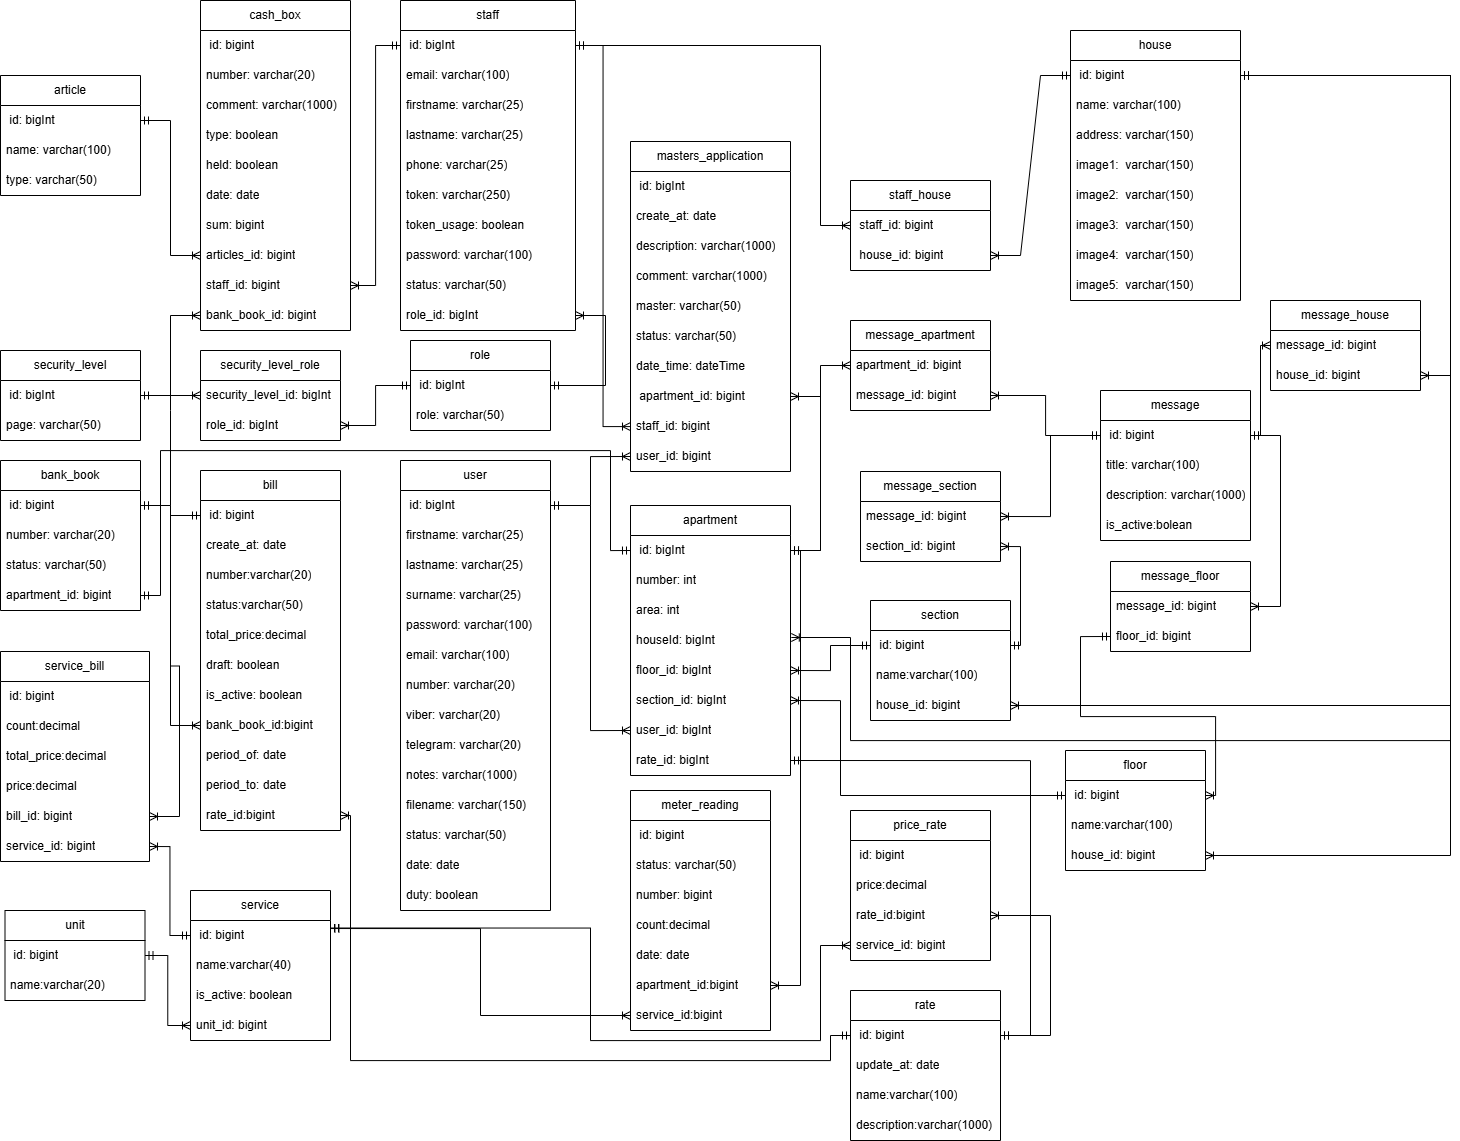 cash_box
id: bigint
number: varchar(20)
comment: varchar(1000)
type: boolean
held: boolean
date: date
sum: bigint
articles_id: bigint
staff_id: bigint
bank_book_id: bigint
staff
id: bigInt
email: varchar(100)
firstname: varchar(25)
lastname: varchar(25)
phone: varchar(25)
token: varchar(250)
token_usage: boolean
password: varchar(100)
status: varchar(50)
role_id: bigInt
house
id: bigint
name: varchar(100)
address: varchar(150)
image1:  varchar(150)
image2:  varchar(150)
image3:  varchar(150)
image4:  varchar(150)
image5:  varchar(150)
article
id: bigInt
name: varchar(100)
type: varchar(50)
masters_application
id: bigInt
create_at: date
description: varchar(1000)
comment: varchar(1000)
master: varchar(50)
status: varchar(50)
date_time: dateTime
apartment_id: bigint
staff_id: bigint
user_id: bigint
staff_house
staff_id: bigint
house_id: bigint
message_house
message_id: bigint
house_id: bigint
message_apartment
apartment_id: bigint
message_id: bigint
security_level
id: bigInt
page: varchar(50)
security_level_role
security_level_id: bigInt
role_id: bigInt
role
id: bigInt
role: varchar(50)
message
id: bigint
title: varchar(100)
description: varchar(1000)
is_active:bolean
bank_book
id: bigint
number: varchar(20)
status: varchar(50)
apartment_id: bigint
bill
id: bigint
create_at: date
number:varchar(20)
status:varchar(50)
total_price:decimal
draft: boolean
is_active: boolean
bank_book_id:bigint
period_of: date
period_to: date
rate_id:bigint
user
id: bigInt
firstname: varchar(25)
lastname: varchar(25)
surname: varchar(25)
password: varchar(100)
email: varchar(100)
number: varchar(20)
viber: varchar(20)
telegram: varchar(20)
notes: varchar(1000)
filename: varchar(150)
status: varchar(50)
date: date
duty: boolean
apartment
id: bigInt
number: int
area: int
houseId: bigInt
floor_id: bigInt
section_id: bigInt
user_id: bigInt
rate_id: bigInt
message_section
message_id: bigint
section_id: bigint
message_floor
message_id: bigint
floor_id: bigint
section
id: bigint
name:varchar(100)
house_id: bigint
service_bill
id: bigint
count:decimal
total_price:decimal
price:decimal
bill_id: bigint
service_id: bigint
floor
id: bigint
name:varchar(100)
house_id: bigint
meter_reading
id: bigint
status: varchar(50)
number: bigint
count:decimal
date: date
apartment_id:bigint
service_id:bigint
price_rate
id: bigint
price:decimal
rate_id:bigint
service_id: bigint
unit
id: bigint
name:varchar(20)
service
id: bigint
name:varchar(40)
is_active: boolean
unit_id: bigint
rate
id: bigint
update_at: date
name:varchar(100)
description:varchar(1000)